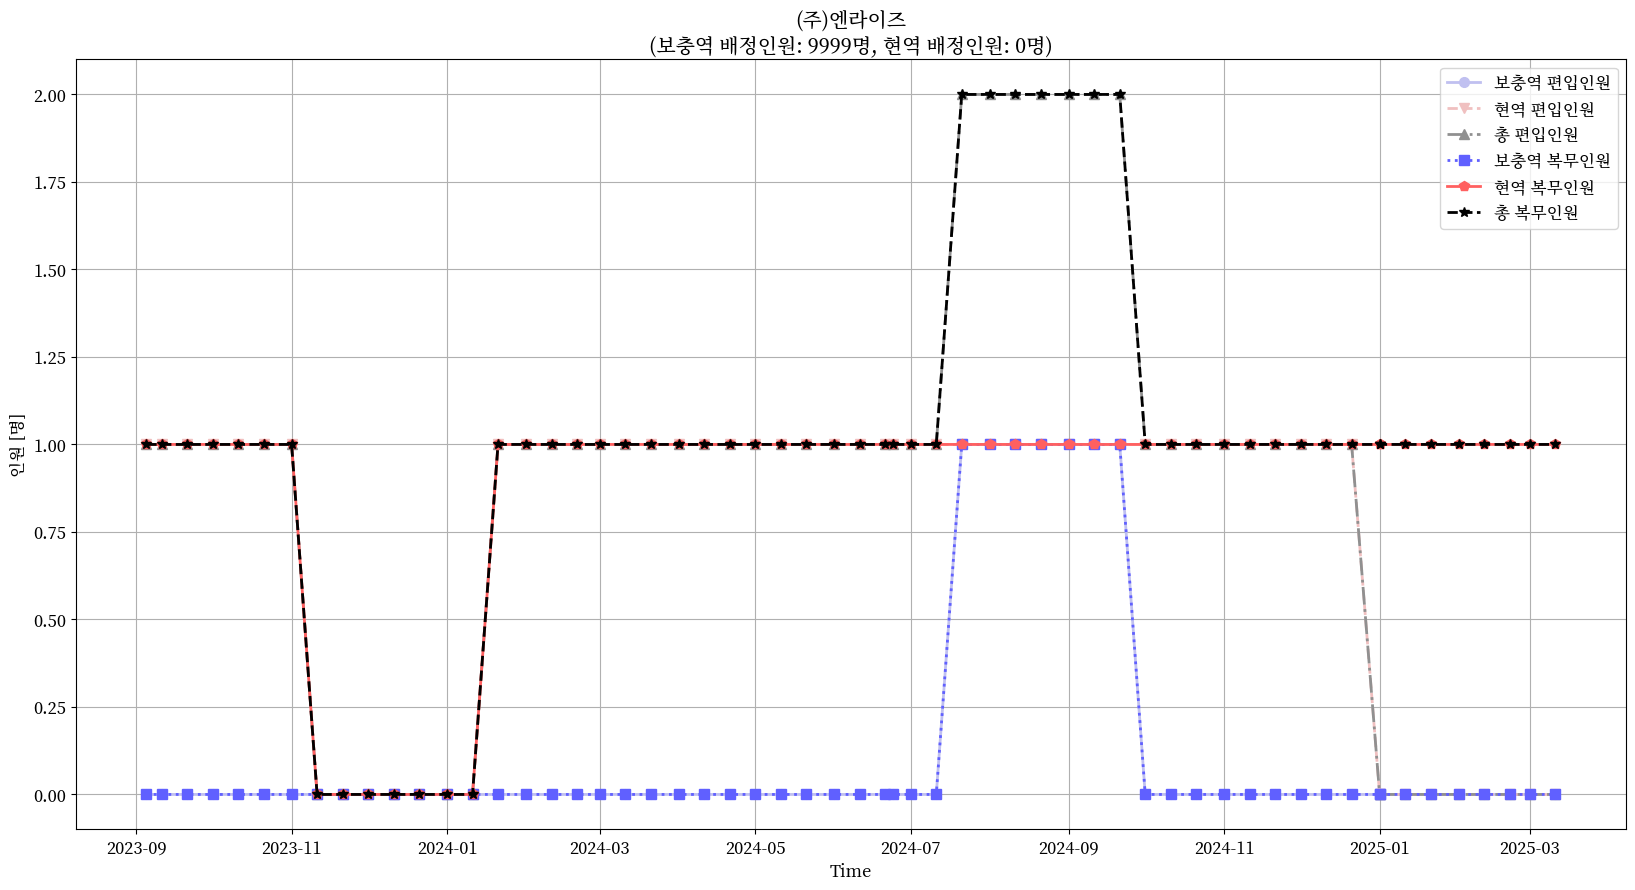 (주)엔라이즈
(보충역 배정인원: 9999명, 현역 배정인원: 0명)
인원 [명]
2.00
1.75
1.50
1.25
1.00
0.75
0.50
0.25
0.00
보충역 편입인원
현역 편입인원
총 편입인원
보충역 복무인원
현역 복무인원
총 복무인원
2023-09
2023-11
2024-01
2024-03
2024-05
2024-07
2024-09
2024-11
2025-01
2025-03
Time